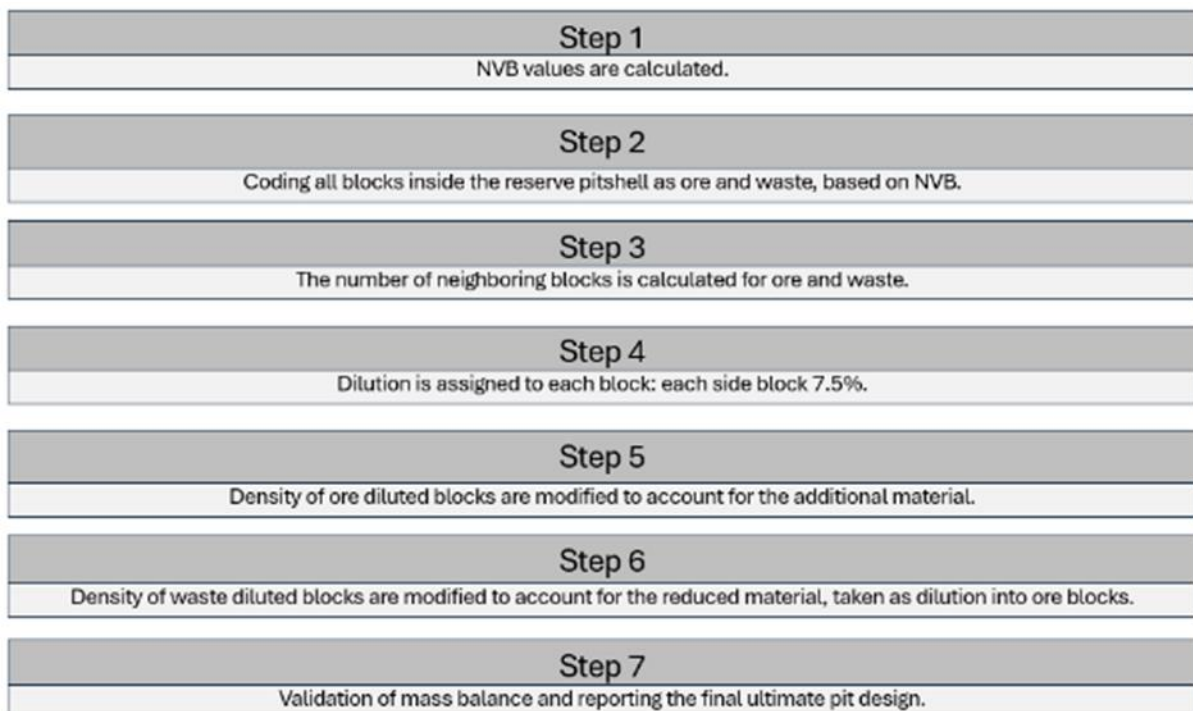 Step 1
NVB values are calculated.
Step 2
Coding all blocks inside the reserve pitshell as ore and waste, based on NVB.
Step 3
The number of neighboring blocks is calculated for ore and waste.
Step 4
Dilution is assigned to each block: each side block 7.5%.
Step 5
Density of ore diluted blocks are modified to account for the additional material.
Step 6
Density of waste diluted blocks are modified to account for the reduced material, taken as dilution into ore blocks.
Step 7
Validation of mass balance and reporting the final ultimate pit design.